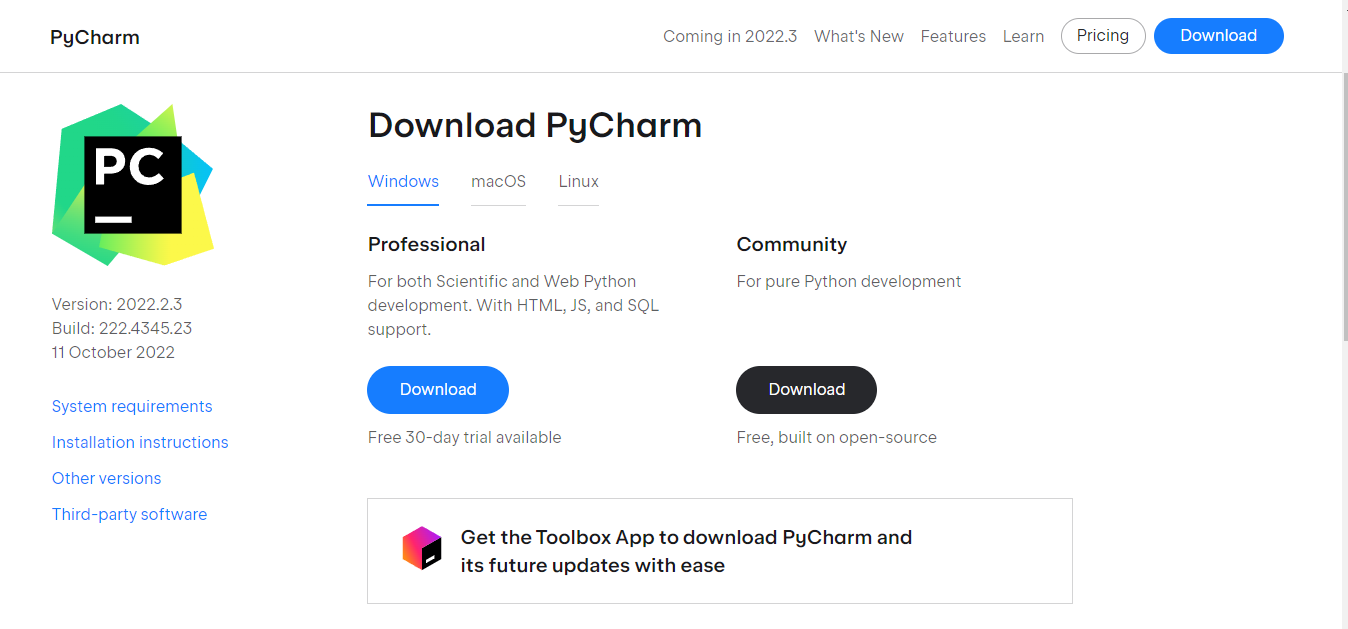 PyCharm
Coming in 2022.3 What's New Features Learn Pricing Download
PC
Download PyCharm
Windows macOS Linux
Professional
For both Scientific and Web Python
development. With HTML, JS, and SQL
support.
Download
Free 30-day trial available
Community
For pure Python development
Download
Free, built on open-source
Version: 2022.2.3
Build: 222.4345.23
11 October 2022
System requirements
Installation instructions
Other versions
Third-party software
Get the Toolbox App to download PyCharm and
its future updates with ease